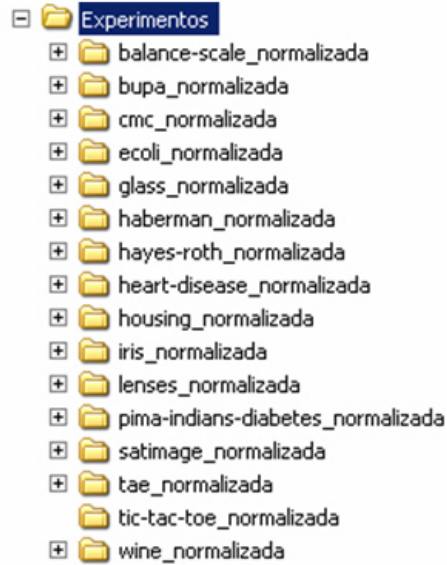 Experimentos
balance-scale_normalizada
bupa_normalizada
cmc_normalizada
ecoli_normalizada
glass_normalizada
haberman_normalizada
hayes-roth_normalizada
heart-disease_normalizada
housing_normalizada
iris_normalizada
lenses_normalizada
pima-indians-diabetes_normalizada
satimage_normalizada
tae_normalizada
tic-tac-toe_normalizada
wine_normalizada